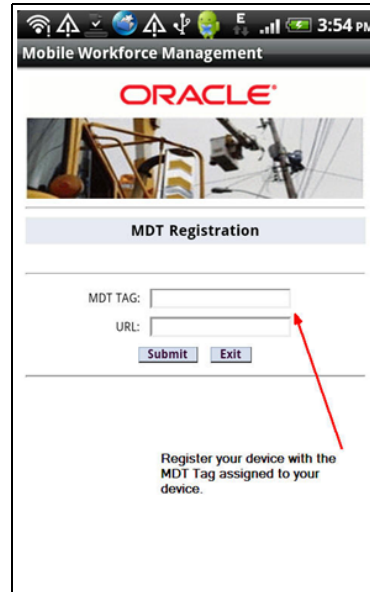 E
3:54 PM
Mobile Workforce Management
ORACLE®
MDT Registration
MDT TAG:
URL:
Submit Exit
Register your device with the
MDT Tag assigned to your
device.